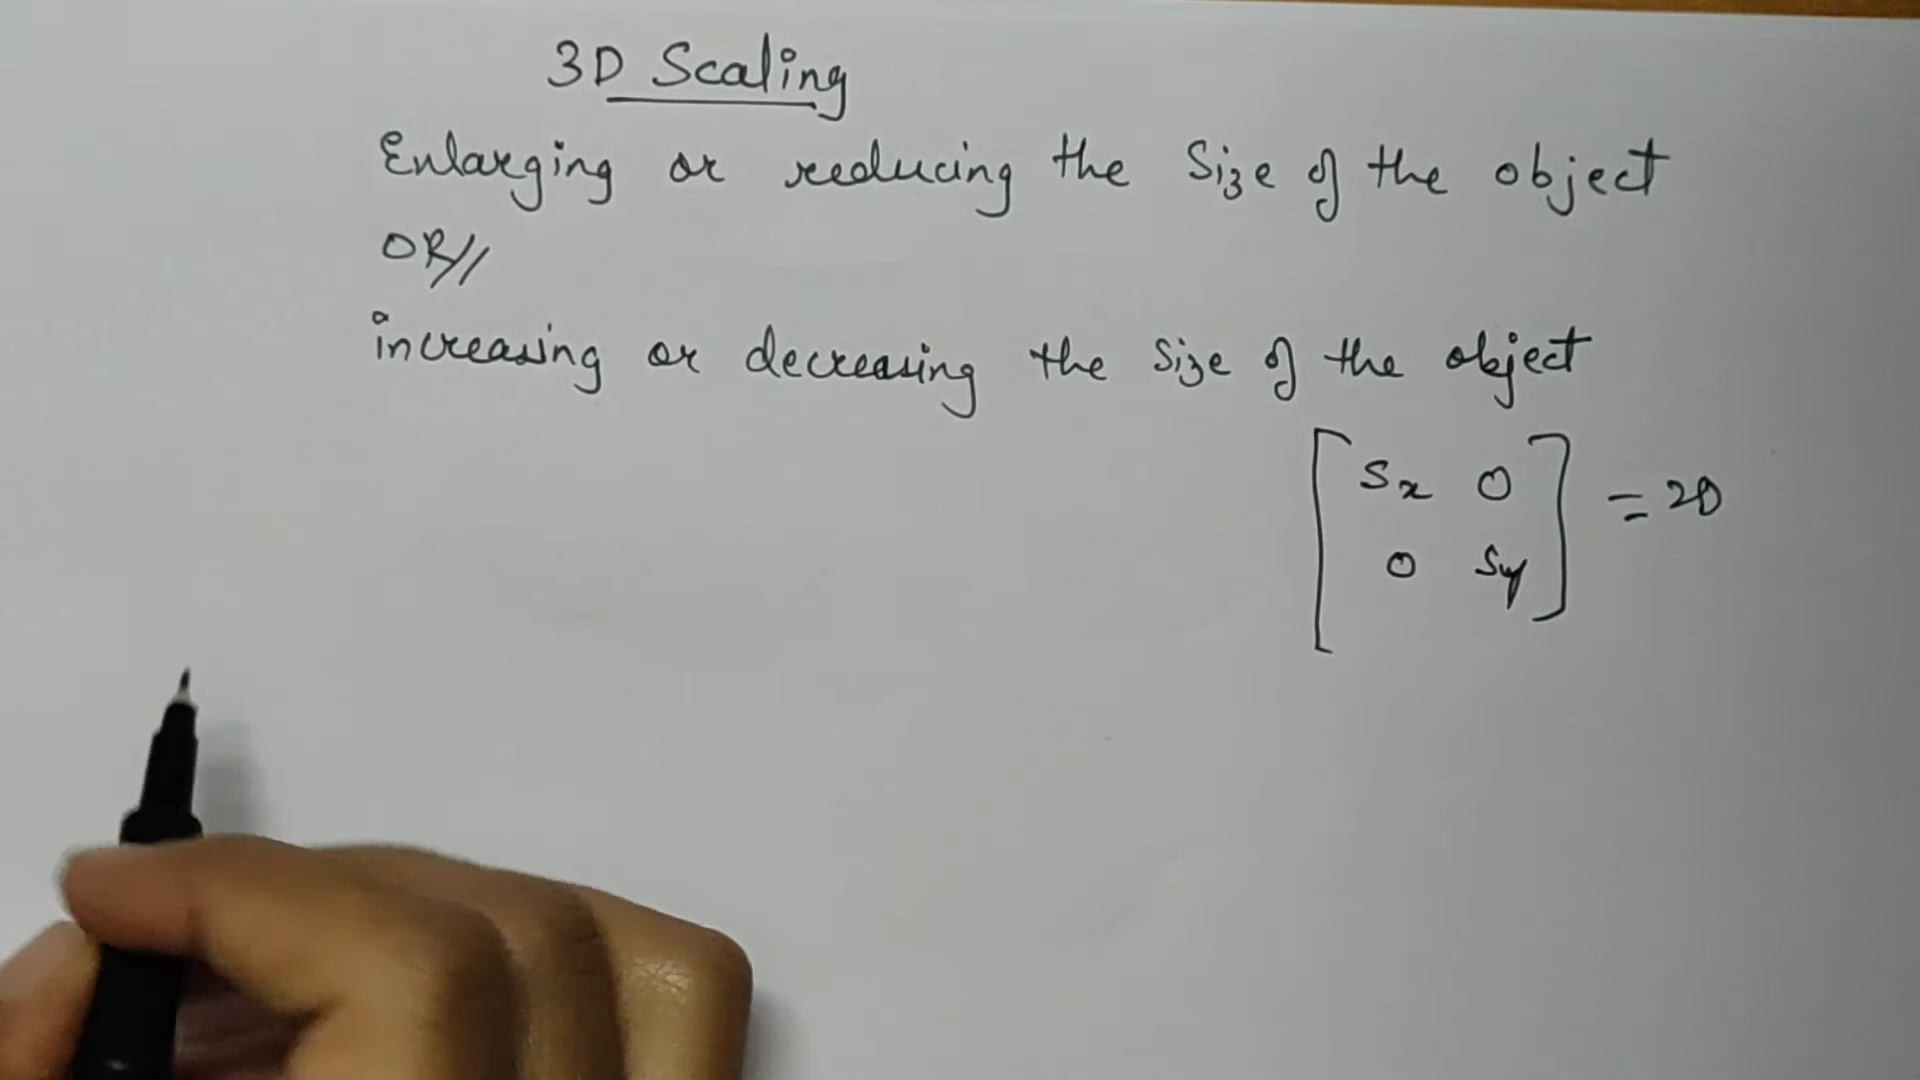 3D Scaling
Enlarging or reducing the size of the object
OR//
increasing or decreasing the size of the object
[ Sx 0 ] = 2D
[ 0 Sy ]